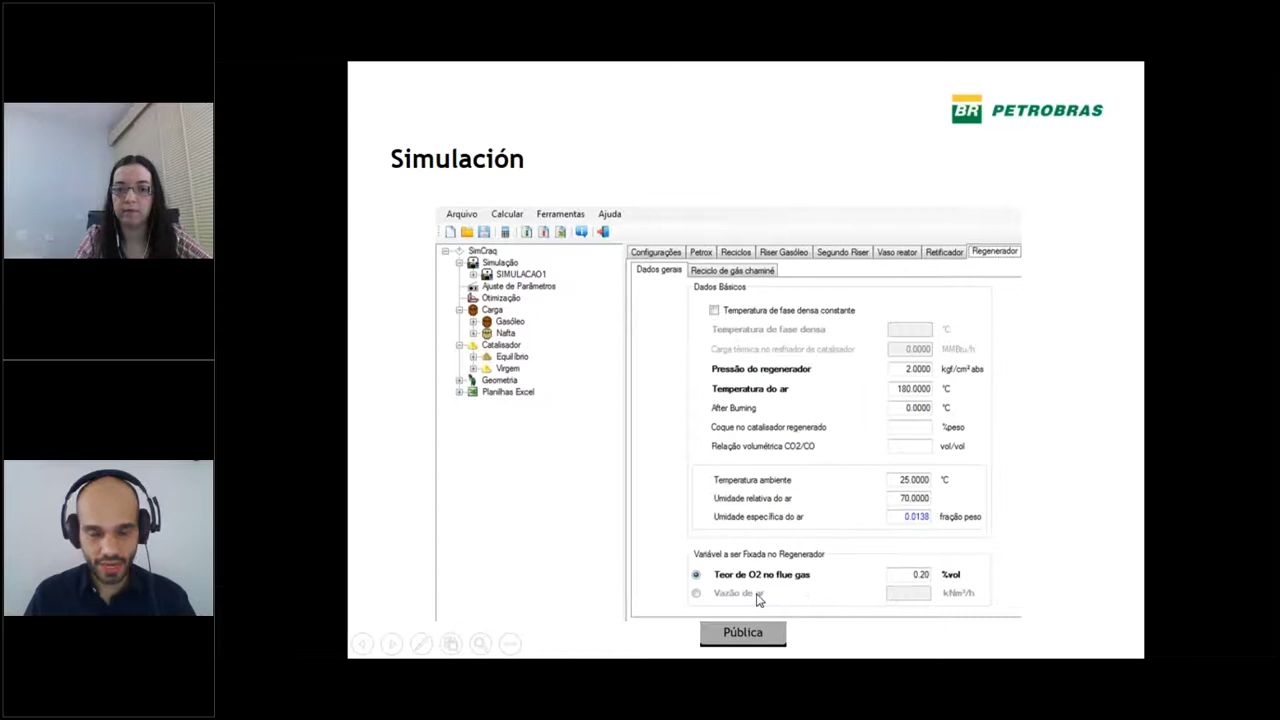 BR PETROBRAS
Simulación
Arquivo Calcular Ferramentas Ajuda
SimCraq
Simulação
SIMULACAO1
Ajuste de Parâmetros
Otimização
Carga
Gasóleo
Nafta
Catalisador
Equilíbrio
Virgem
Geometria
Planilhas Excel
Configurações Petrox Reciclos Riser Gasóleo Segundo Riser Vaso reator Retificador Regenerador
Dados gerais Reciclo de gás chaminé
Dados Básicos
Temperatura de fase densa constante
Temperatura de fase densa °C
Carga térmica no resfriador de catalisador 0.0000 MMBtu/h
Pressão do regenerador 2.0000 kgf/cm² abs
Temperatura do ar 180.0000 °C
After Burning 0.0000 °C
Coque no catalisador regenerado %peso
Relação volumétrica CO2/CO vol/vol
Temperatura ambiente 25.0000 °C
Umidade relativa do ar 70.0000
Umidade específica do ar 0.0138 fração peso
Variável a ser Fixada no Regenerador
Teor de O2 no flue gas 0.20 %vol
Vazão de ar kNm³/h
Pública